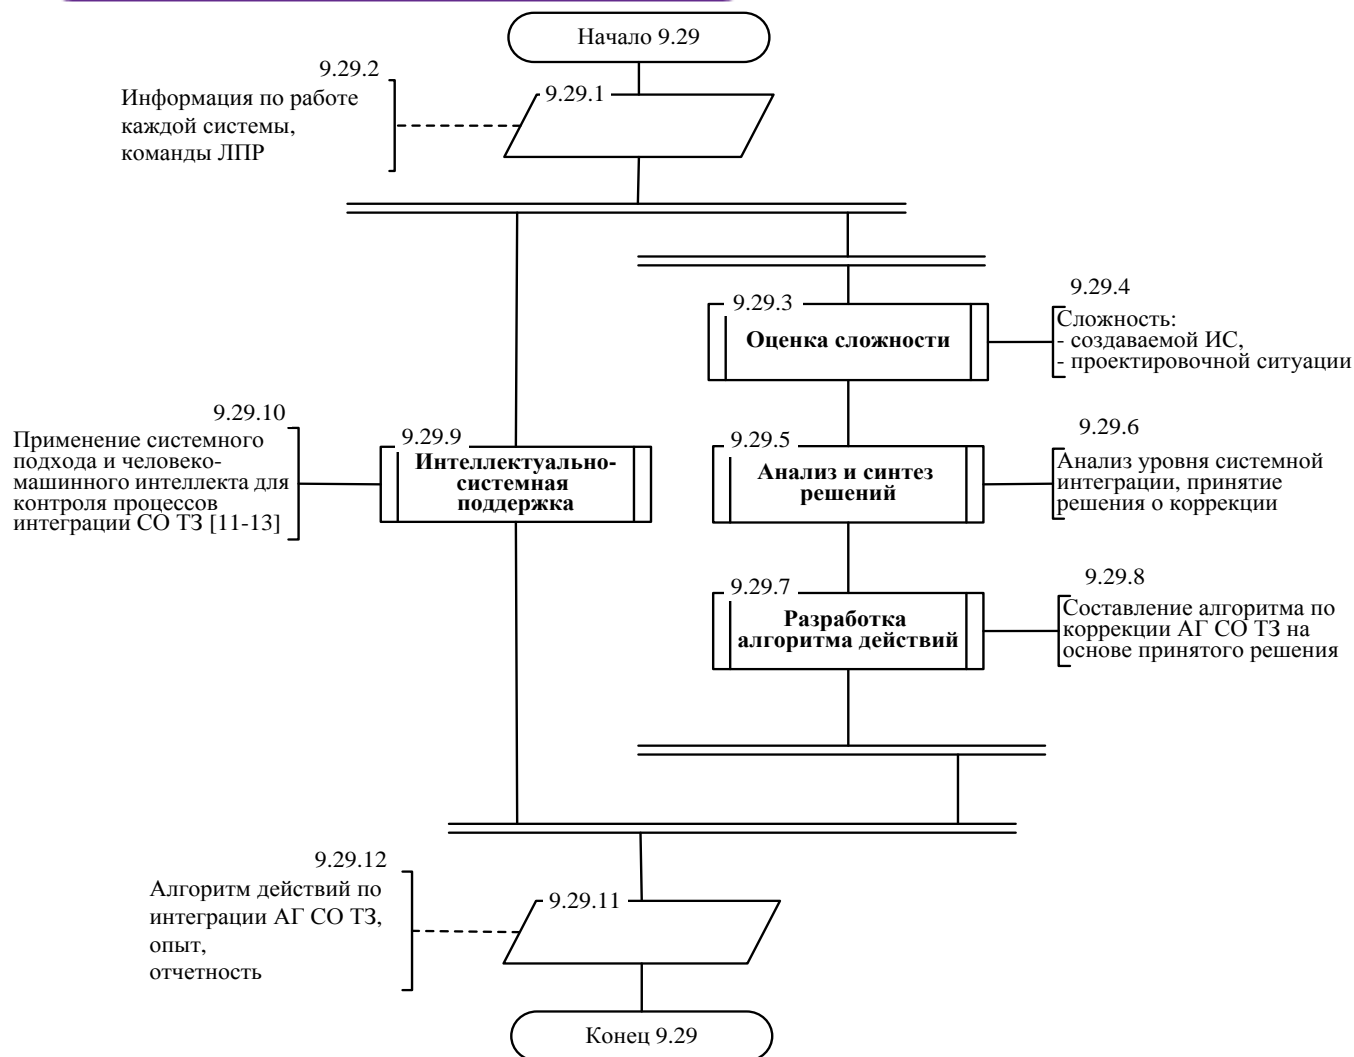 Начало 9.29
9.29.2
Информация по работе
каждой системы,
команды ЛПР
9.29.1
9.29.3
Оценка сложности
9.29.4
Сложность:
- создаваемой ИС,
- проектировочной ситуации
9.29.10
Применение системного
подхода и человеко-
машинного интеллекта для
контроля процессов
интеграции СО ТЗ [11-13]
9.29.9
Интеллектуально-
системная
поддержка
9.29.5
Анализ и синтез
решений
9.29.6
Анализ уровня системной
интеграции, принятие
решения о коррекции
9.29.7
Разработка
алгоритма действий
9.29.8
Составление алгоритма по
коррекции АГ СО ТЗ на
основе принятого решения
9.29.12
Алгоритм действий по
интеграции АГ СО ТЗ,
опыт,
отчетность
9.29.11
Конец 9.29